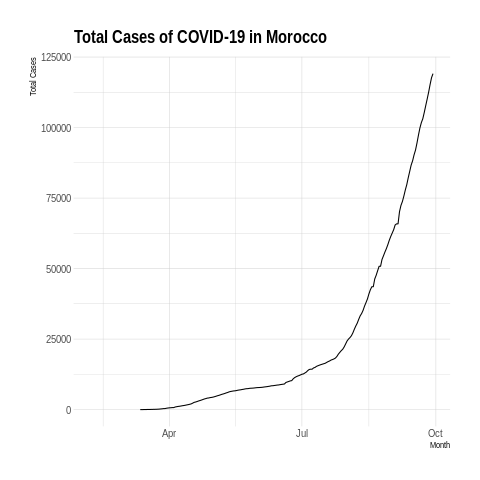 Total Cases of COVID-19 in Morocco
Total Cases
125000
100000
75000
50000
25000
0
Apr Jul Oct
Month